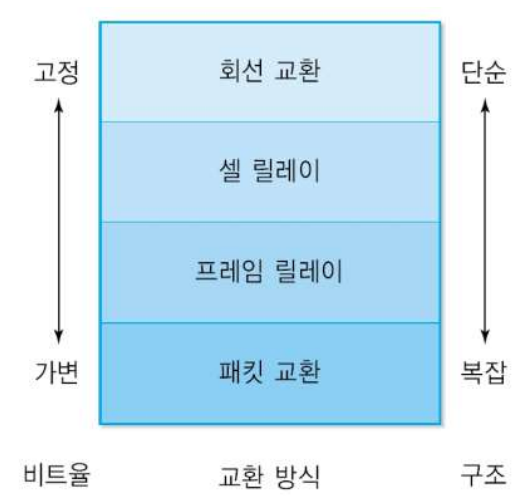 고정 회선 교환 단순
셀 릴레이
프레임 릴레이
가변 패킷 교환 복잡
비트율 교환 방식 구조